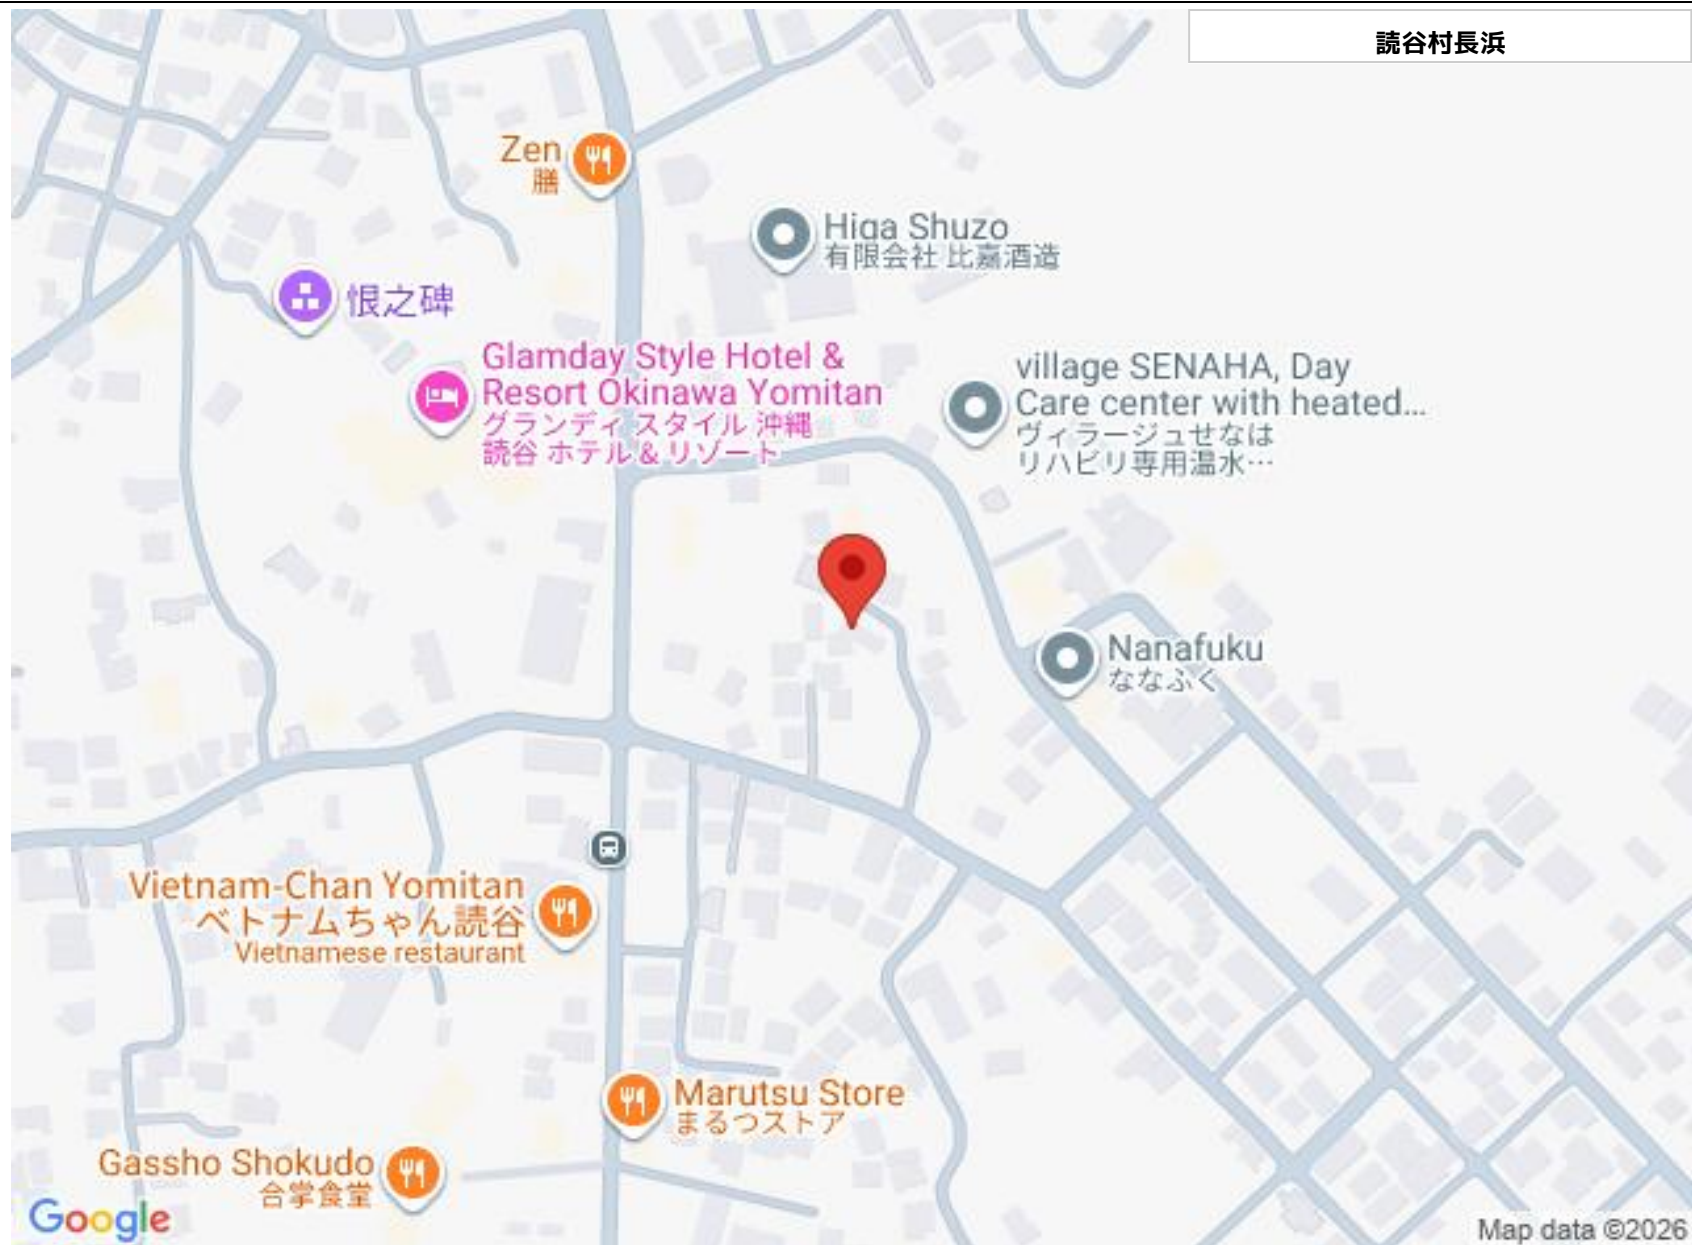 読谷村長浜
Zen
膳
Higa Shuzo
有限会社 比嘉酒造
恨之碑
Glamday Style Hotel &
Resort Okinawa Yomitan
グランディ スタイル 沖縄
読谷 ホテル＆リゾート
village SENAHA, Day
Care center with heated...
ヴィラージュせなは
リハビリ専用温水…
Nanafuku
ななふく
Vietnam-Chan Yomitan
ベトナムちゃん読谷
Vietnamese restaurant
Marutsu Store
まるつストア
Gassho Shokudo
合掌食堂
Google
Map data ©2026